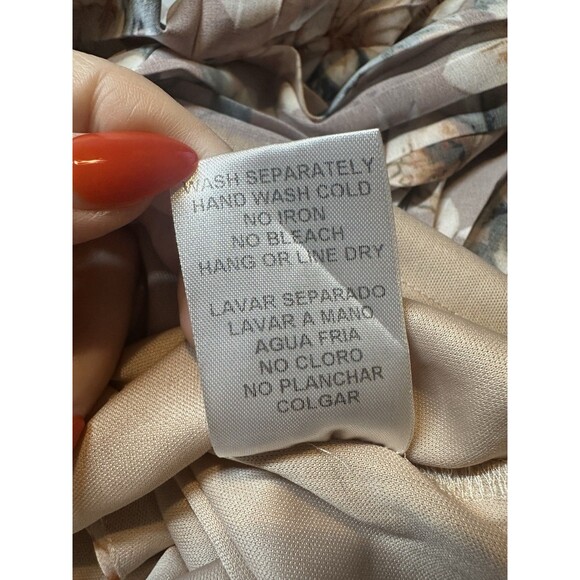 WASH SEPARATELY
HAND WASH COLD
NO IRON
NO BLEACH
HANG OR LINE DRY
LAVAR SEPARADO
LAVAR A MANO
AGUA FRIA
NO CLORO
NO PLANCHAR
COLGAR